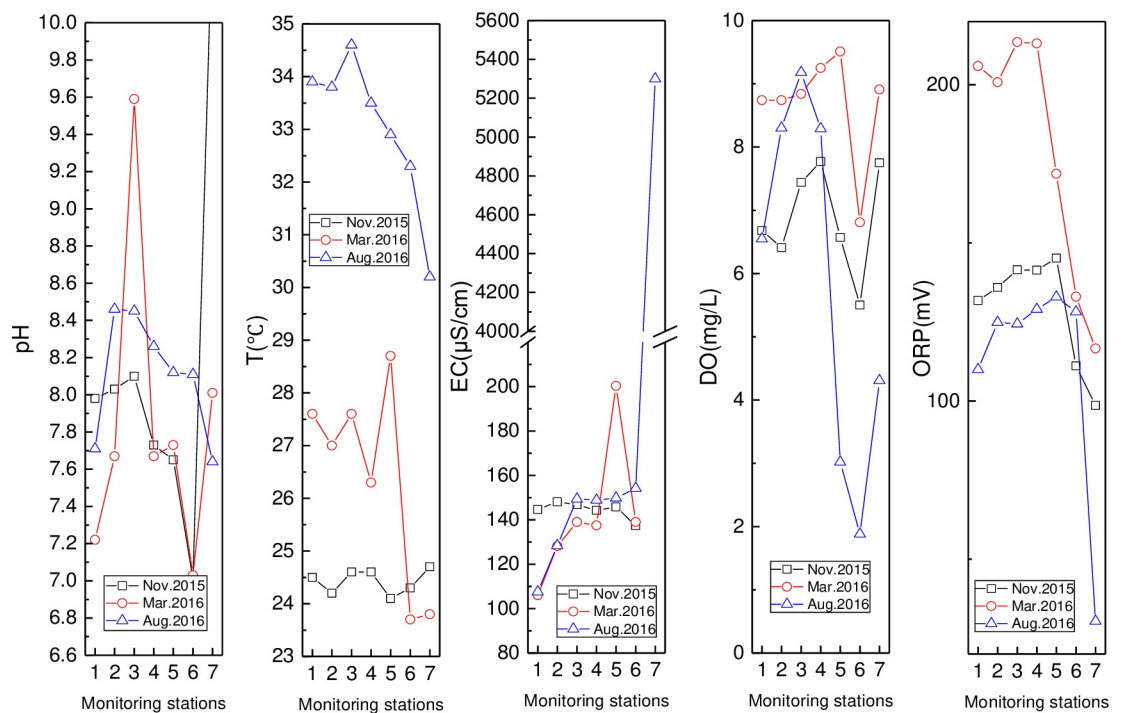 pH
10.0
9.8
9.6
9.4
9.2
9.0
8.8
8.6
8.4
8.2
8.0
7.8
7.6
7.4
7.2
7.0
6.8
6.6
Nov.2015
Mar.2016
Aug.2016
1 2 3 4 5 6 7
Monitoring stations
T(℃)
35
34
33
32
31
30
29
28
27
26
25
24
23
Nov.2015
Mar.2016
Aug.2016
1 2 3 4 5 6 7
Monitoring stations
EC(μS/cm)
5600
5400
5200
5000
4800
4600
4400
4200
4000
200
180
160
140
120
100
80
Nov.2015
Mar.2016
Aug.2016
1 2 3 4 5 6 7
Monitoring stations
DO(mg/L)
10
8
6
4
2
0
Nov.2015
Mar.2016
Aug.2016
1 2 3 4 5 6 7
Monitoring stations
ORP(mV)
200
100
Nov.2015
Mar.2016
Aug.2016
1 2 3 4 5 6 7
Monitoring stations